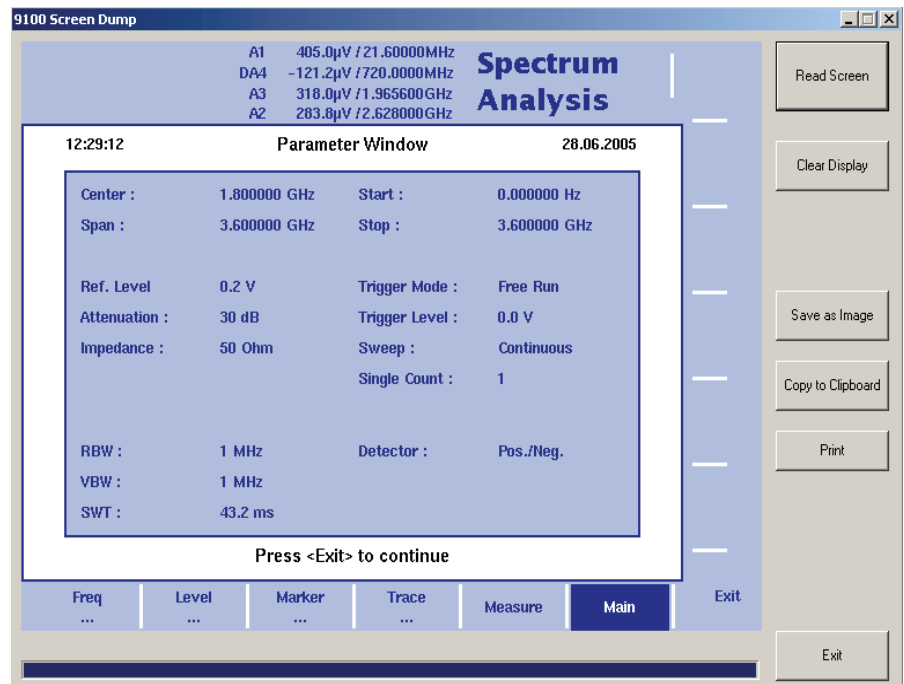 9100 Screen Dump
A1 405.0µV / 21.60000MHz
DA4 -121.2µV /720.0000MHz
A3 318.0µV /1.965600GHz
A2 283.8µV /2.628000GHz
Spectrum
Analysis
12:29:12 Parameter Window 28.06.2005
Center : 1.800000 GHz Start : 0.000000 Hz
Span : 3.600000 GHz Stop : 3.600000 GHz
Ref. Level 0.2 V Trigger Mode : Free Run
Attenuation : 30 dB Trigger Level : 0.0 V
Impedance : 50 Ohm Sweep : Continuous
Single Count : 1
RBW : 1 MHz Detector : Pos./Neg.
VBW : 1 MHz
SWT : 43.2 ms
Press <Exit> to continue
Freq ... Level ... Marker ... Trace ... Measure Main Exit
Read Screen
Clear Display
Save as Image
Copy to Clipboard
Print
Exit